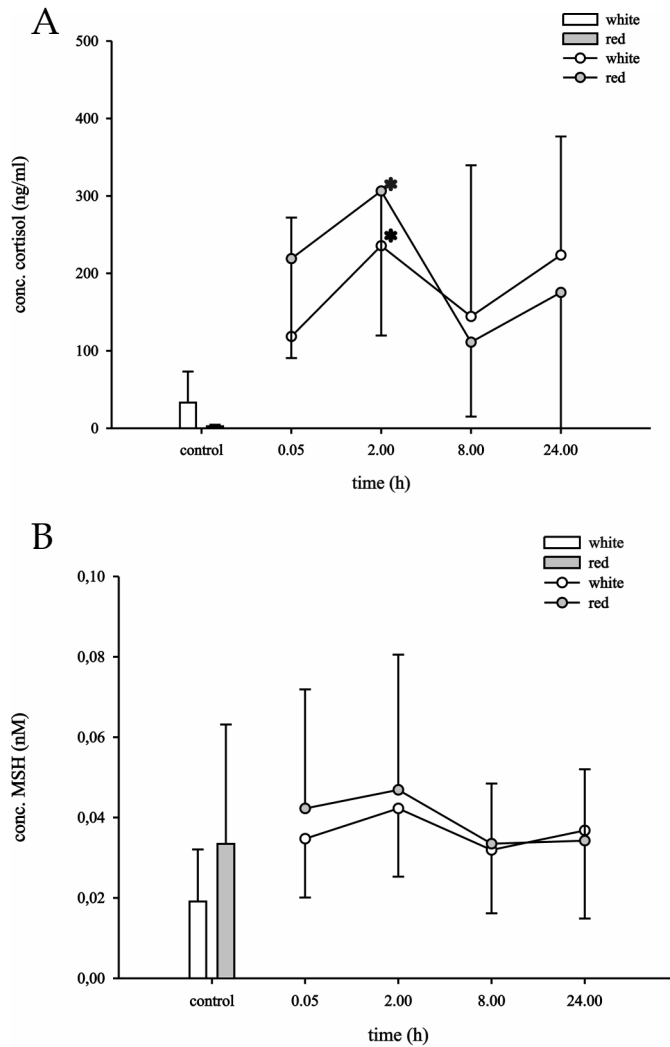 A
white
red
white
red
500
400
300
200
100
0
conc. cortisol (ng/ml)
*
*
control 0.05 2.00 8.00 24.00
time (h)
B
white
red
white
red
0,10
0,08
0,06
0,04
0,02
0,00
conc. MSH (nM)
control 0.05 2.00 8.00 24.00
time (h)